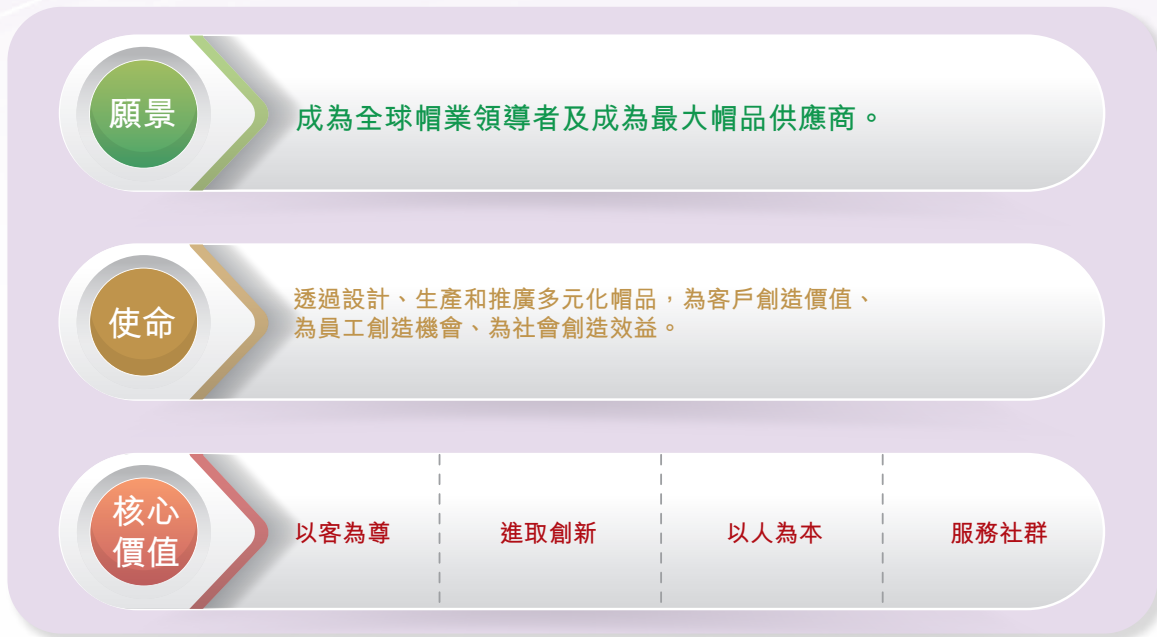 願景
成為全球帽業領導者及成為最大帽品供應商。
使命
透過設計、生產和推廣多元化帽品，為客戶創造價值、
為員工創造機會、為社會創造效益。
核心
價值
以客為尊
進取創新
以人為本
服務社群